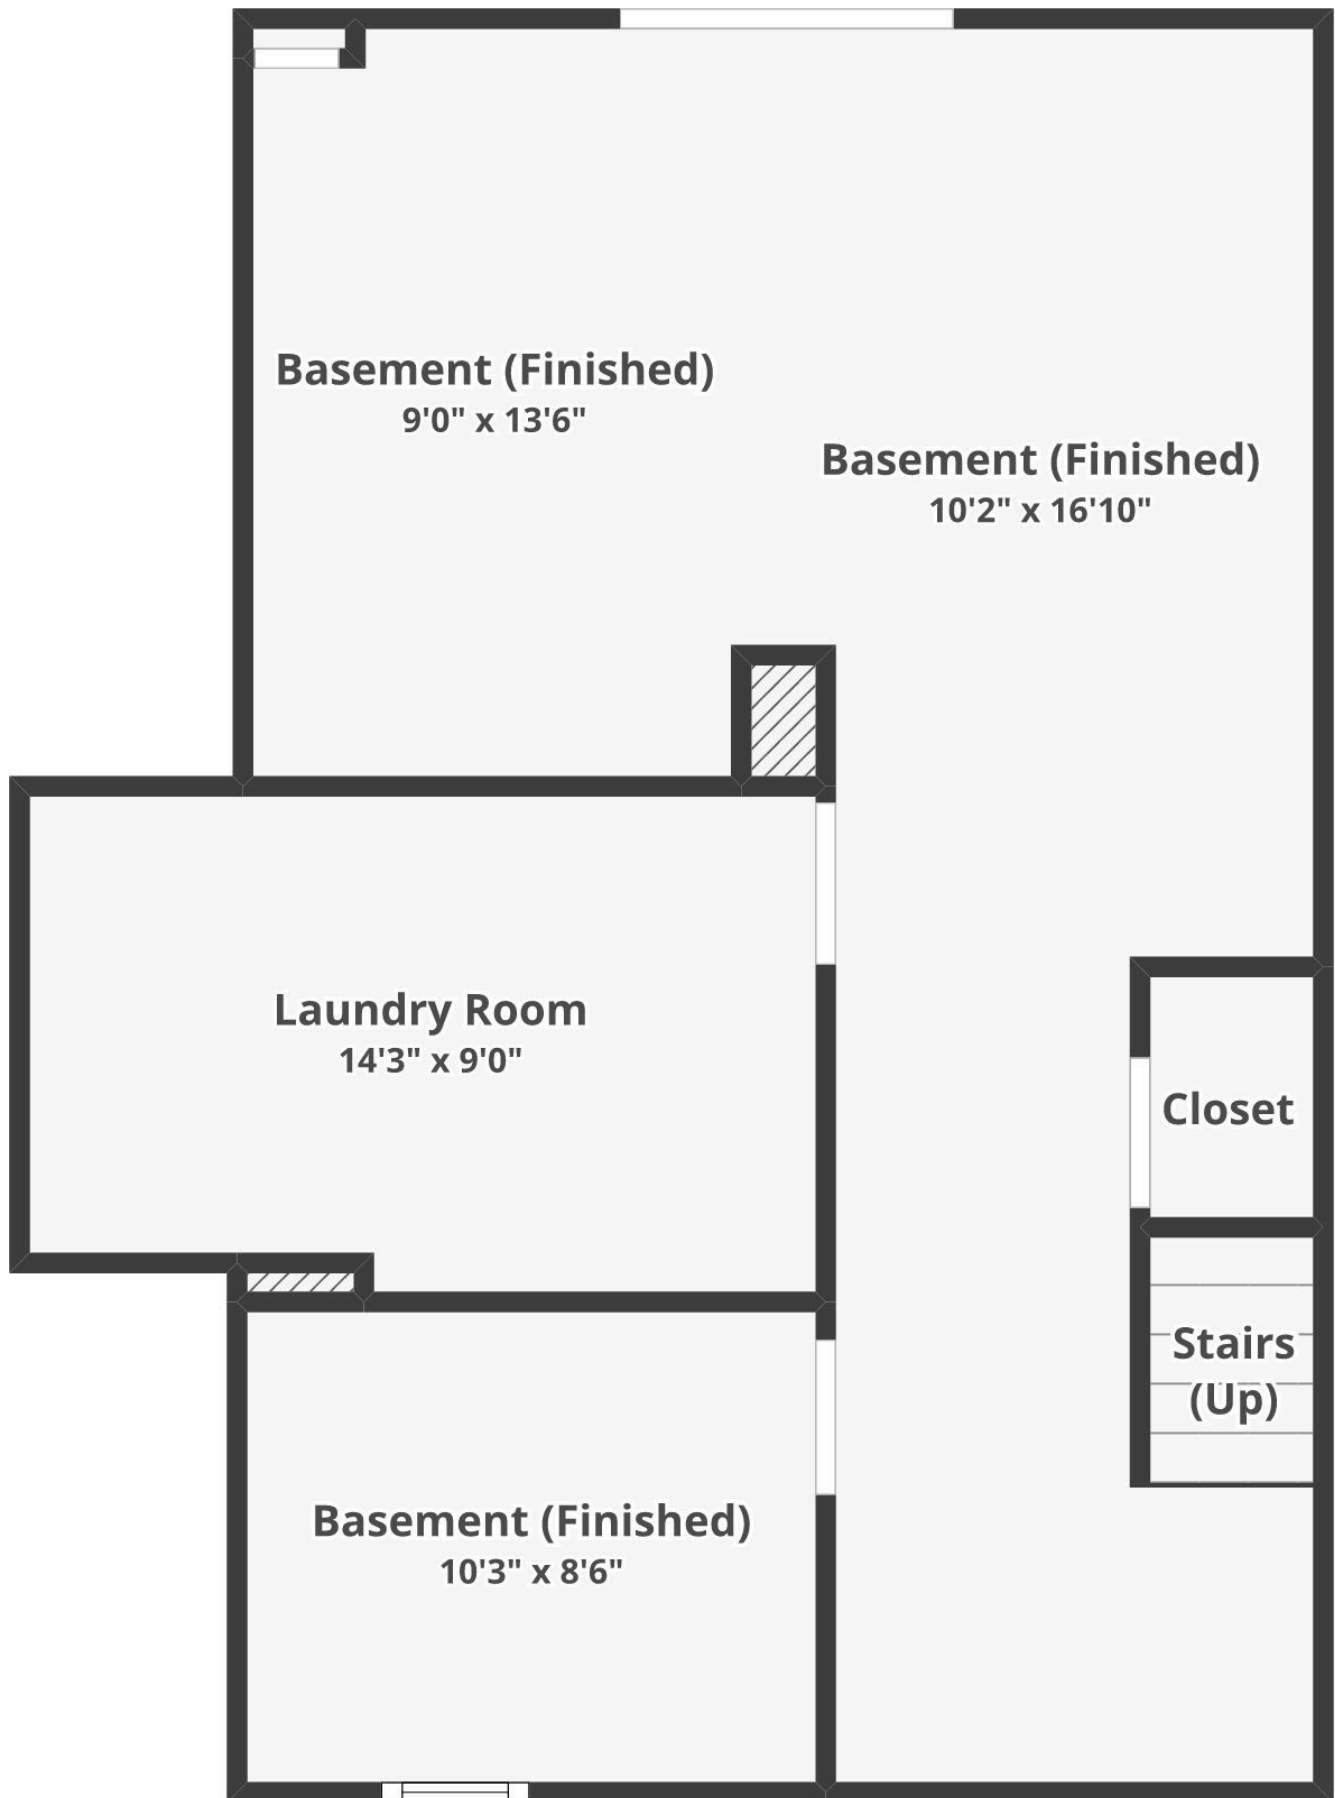 Basement (Finished)
9'0" x 13'6"
Basement (Finished)
10'2" x 16'10"
Laundry Room
14'3" x 9'0"
Closet
Stairs
(Up)
Basement (Finished)
10'3" x 8'6"